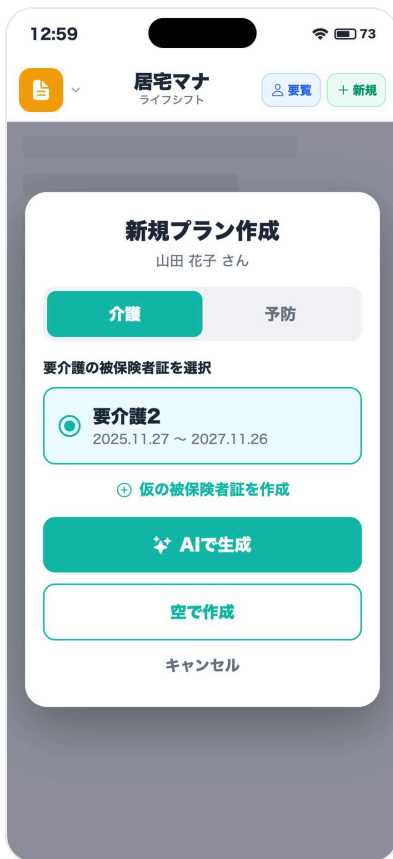 12:59
73
居宅マナ
ライフシフト
要覧
+ 新規
新規プラン作成
山田 花子 さん
介護
予防
要介護の被保険者証を選択
要介護2
2025.11.27 〜 2027.11.26
仮の被保険者証を作成
AIで生成
空で作成
キャンセル